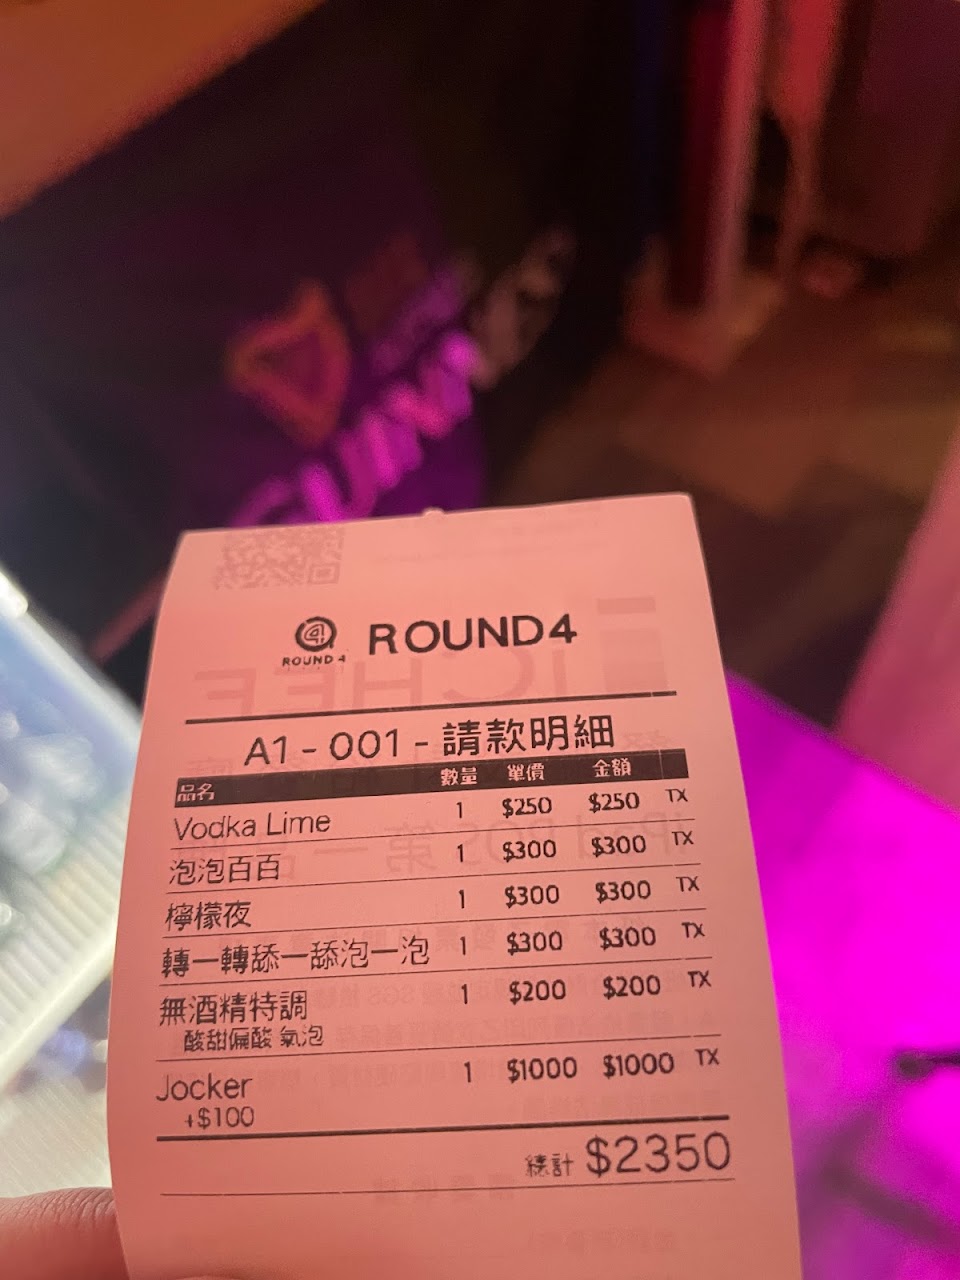 ROUND 4
ROUND4
A1 - 001 - 請款明細
品名 數量 單價 金額
Vodka Lime 1 $250 $250 TX
泡泡百百 1 $300 $300 TX
檸檬夜 1 $300 $300 TX
轉一轉舔一舔泡一泡 1 $300 $300 TX
無酒精特調 1 $200 $200 TX
酸甜偏酸 氣泡
Jocker 1 $1000 $1000 TX
+$100
總計 $2350
iCHEF